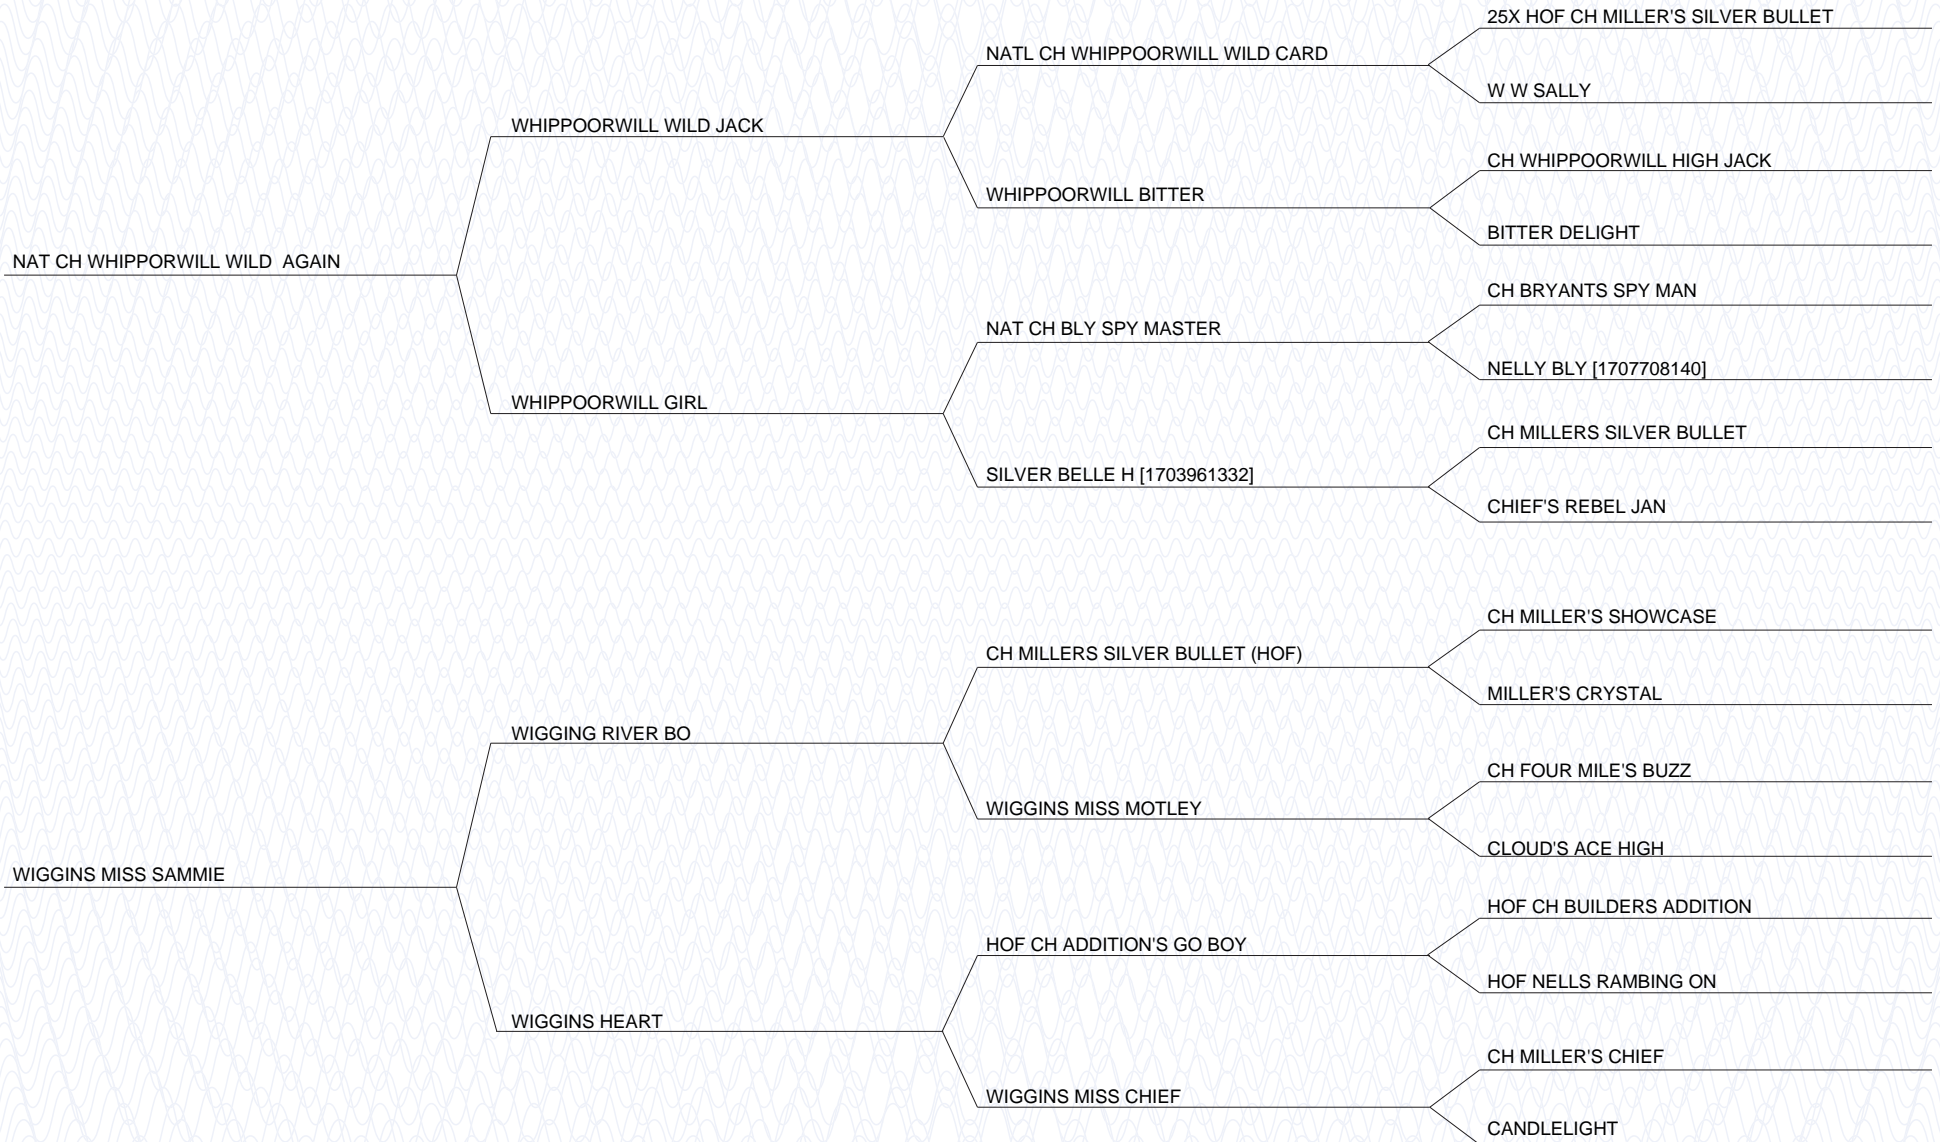 25X HOF CH MILLER'S SILVER BULLET
NATL CH WHIPPOORWILL WILD CARD
W W SALLY
WHIPPOORWILL WILD JACK
CH WHIPPOORWILL HIGH JACK
WHIPPOORWILL BITTER
BITTER DELIGHT
NAT CH WHIPPORWILL WILD  AGAIN
CH BRYANTS SPY MAN
NAT CH BLY SPY MASTER
NELLY BLY [1707708140]
WHIPPOORWILL GIRL
CH MILLERS SILVER BULLET
SILVER BELLE H [1703961332]
CHIEF'S REBEL JAN
CH MILLER'S SHOWCASE
CH MILLERS SILVER BULLET (HOF)
MILLER'S CRYSTAL
WIGGING RIVER BO
CH FOUR MILE'S BUZZ
WIGGINS MISS MOTLEY
CLOUD'S ACE HIGH
WIGGINS MISS SAMMIE
HOF CH BUILDERS ADDITION
HOF CH ADDITION'S GO BOY
HOF NELLS RAMBING ON
WIGGINS HEART
CH MILLER'S CHIEF
WIGGINS MISS CHIEF
CANDLELIGHT